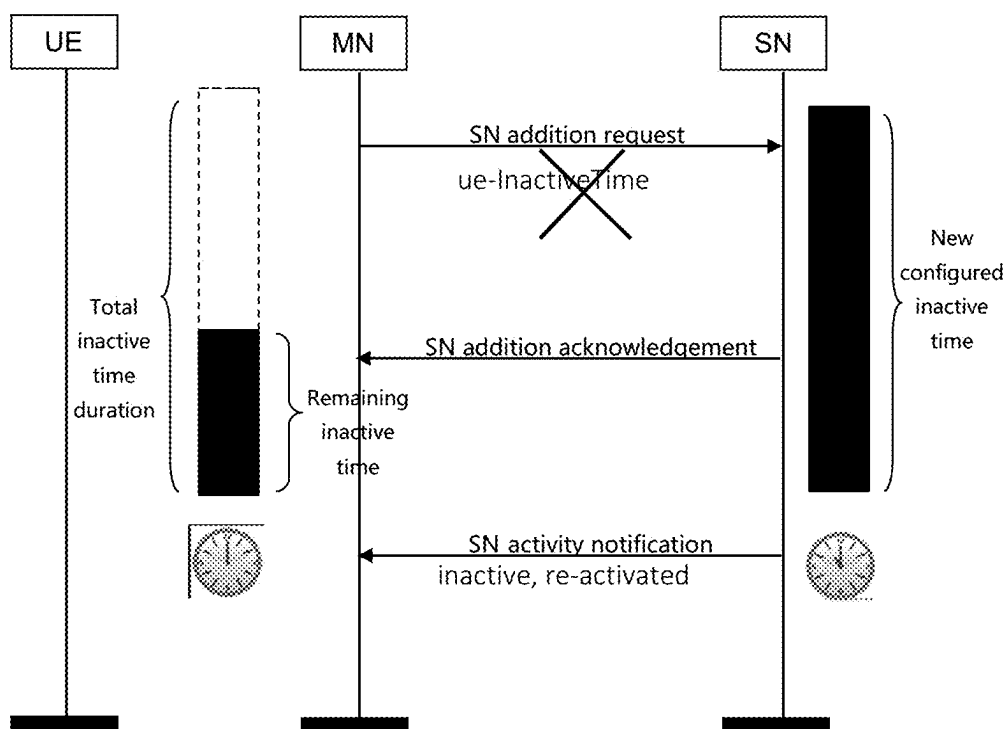 UE
MN
SN
SN addition request
ue-InactiveTime
New
configured
inactive
time
Total
inactive
time
duration
SN addition acknowledgement
Remaining
inactive
time
SN activity notification
inactive, re-activated